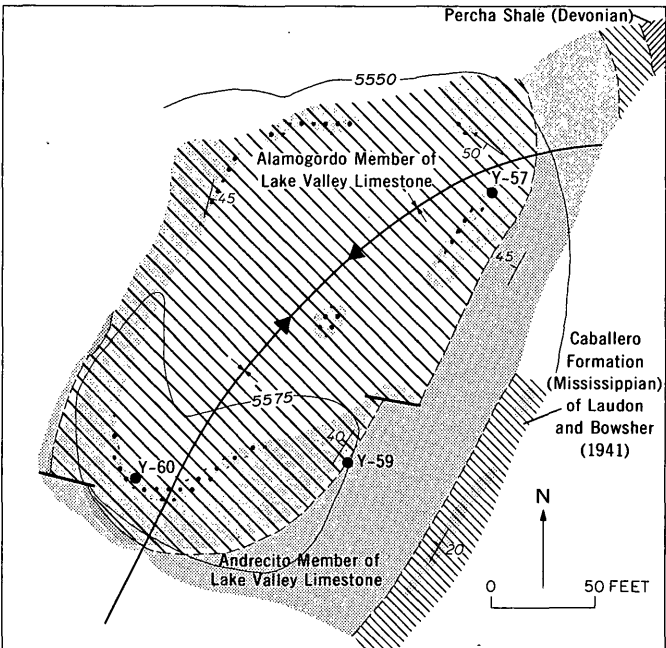 Percha Shale (Devonian)
5550
Alamogordo Member of
Lake Valley Limestone
50
Y-57
45
45
Caballero
Formation
(Mississippian)
of Laudon
and Bowsher
(1941)
5575
40
Y-60
Y-59
N
20
Andrecito Member of
Lake Valley Limestone
0 50 FEET